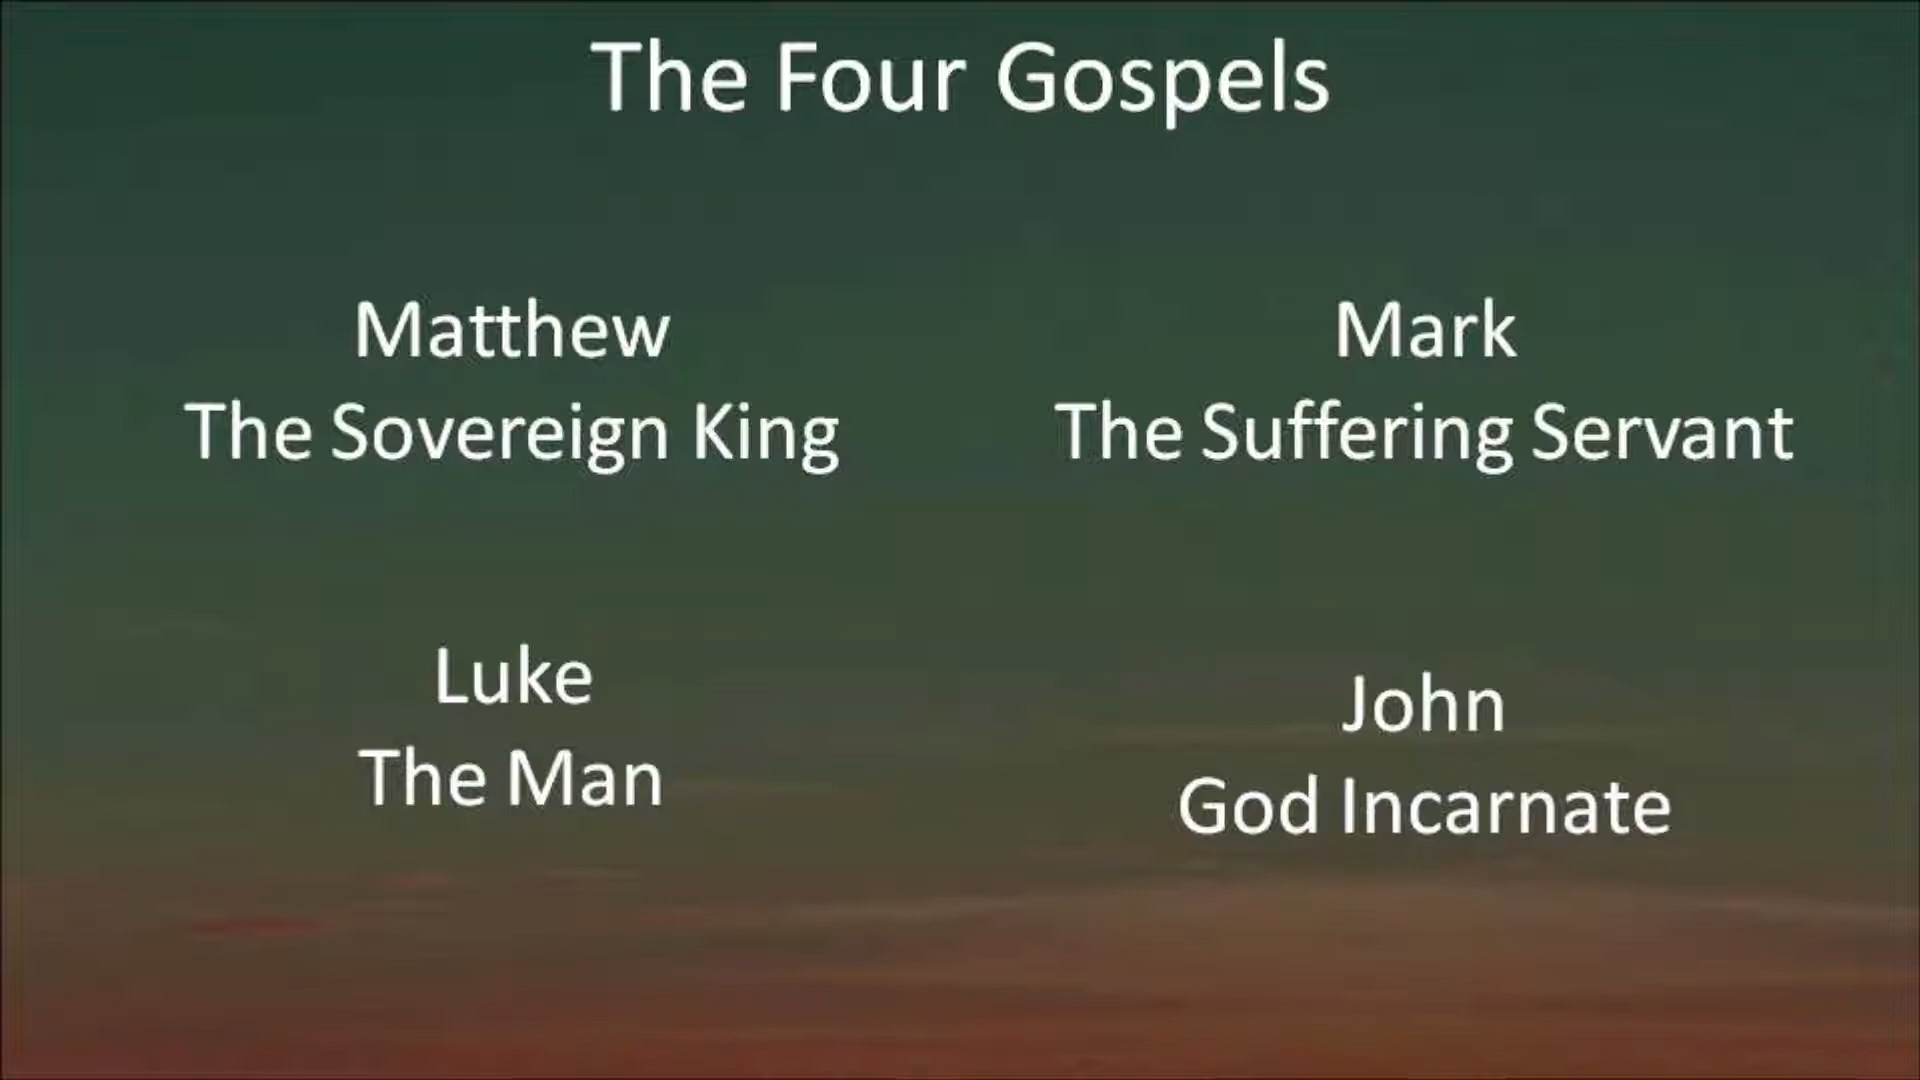 The Four Gospels
Matthew
The Sovereign King
Mark
The Suffering Servant
Luke
The Man
John
God Incarnate